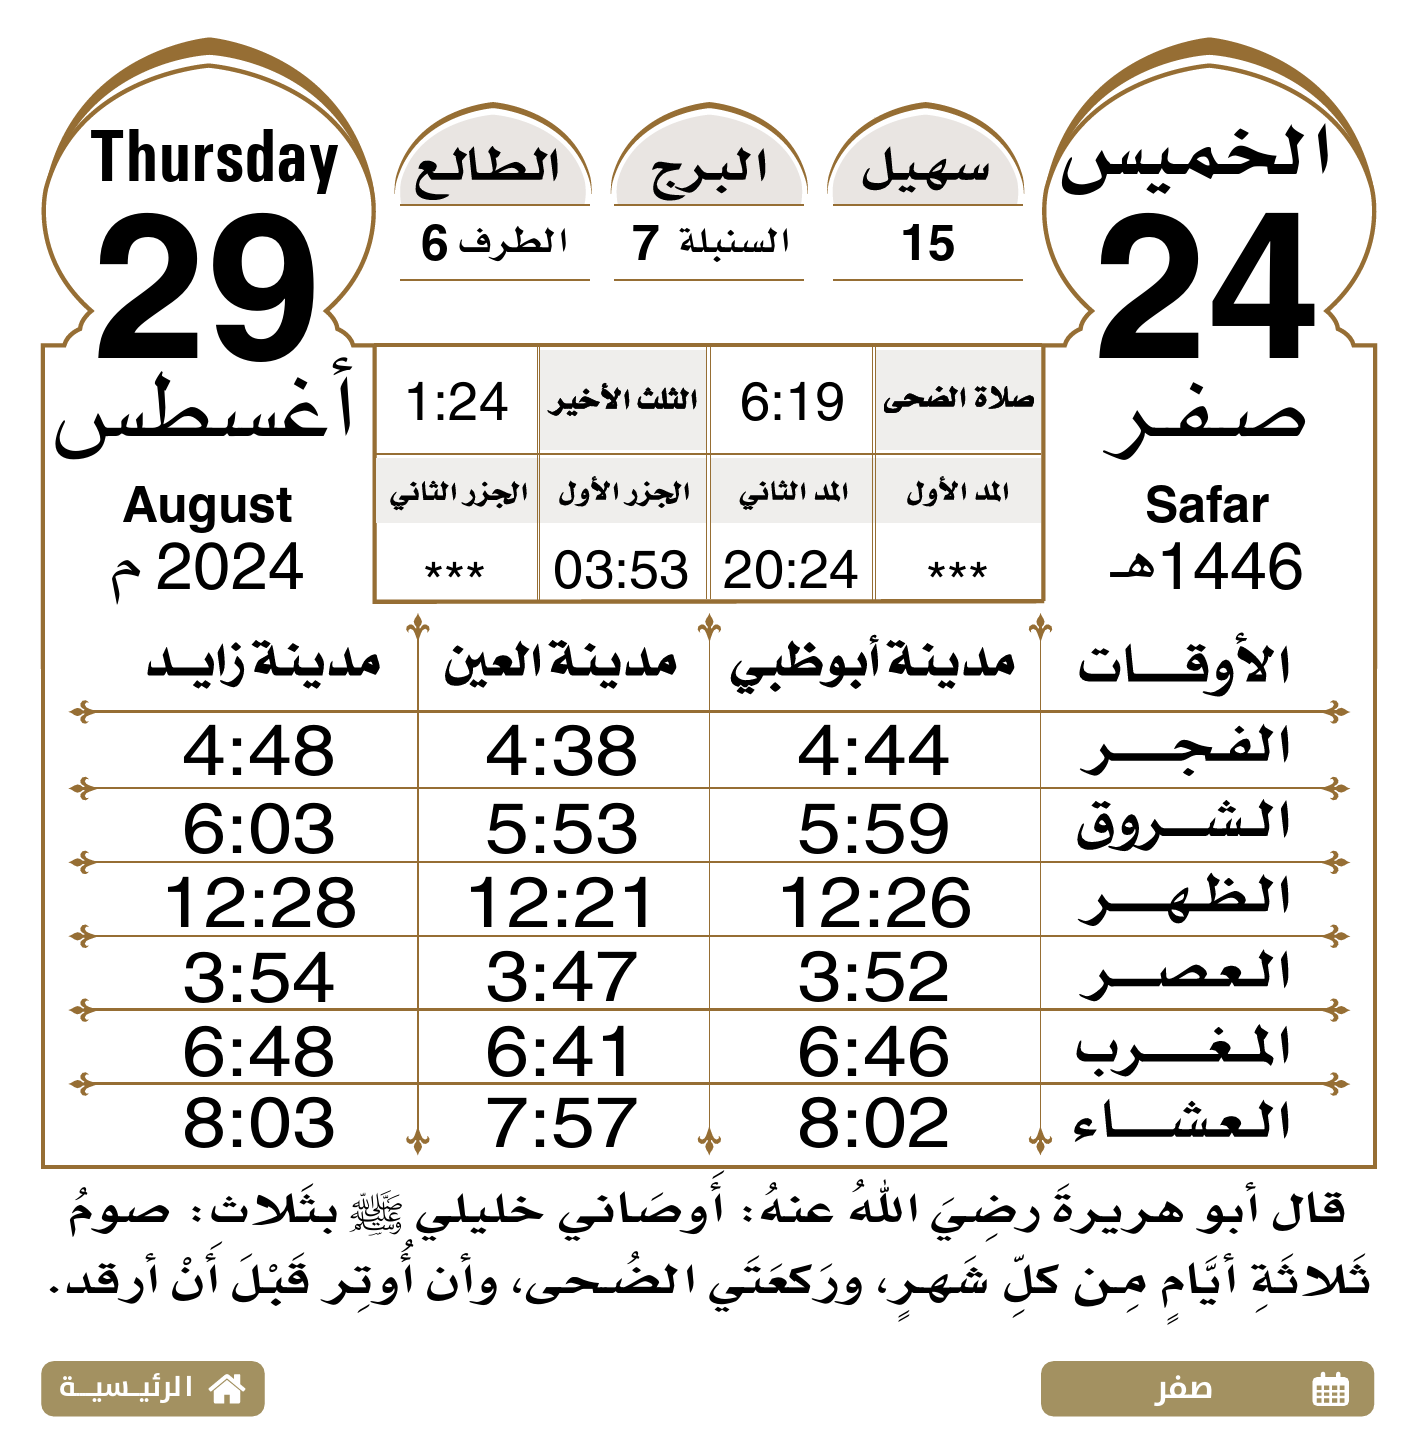 الخميس
24
صفر
Safar
1446هـ
سهيل البرج الطالع
15 السنبلة 7 الطرف 6
Thursday
29
أغسطس
August
2024 م
صلاة الضحى 6:19 الثلث الأخير 1:24
المد الأول المد الثاني الجزر الأول الجزر الثاني
*** 20:24 03:53 ***
الأوقات مدينة أبوظبي مدينة العين مدينة زايد
الفجر 4:44 4:38 4:48
الشروق 5:59 5:53 6:03
الظهر 12:26 12:21 12:28
العصر 3:52 3:47 3:54
المغرب 6:46 6:41 6:48
العشاء 8:02 7:57 8:03
قال أبو هريرةَ رضِيَ اللهُ عنهُ: أَوصَاني خليلي ﷺ بثَلاثِ: صومُ
ثَلاثَةِ أيَّامٍ مِن كلِّ شَهرٍ، ورَكعَتَي الضُحى، وأن أُوتِر قَبْلَ أَنْ أرقد.
صفر
الرئيسية